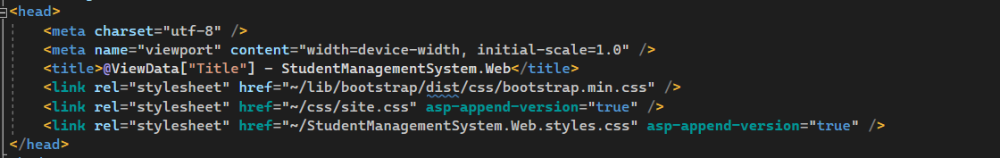 <head>
<meta charset="utf-8" />
<meta name="viewport" content="width=device-width, initial-scale=1.0" />
<title>@ViewData["Title"] - StudentManagementSystem.Web</title>
<link rel="stylesheet" href="~/lib/bootstrap/dist/css/bootstrap.min.css" />
<link rel="stylesheet" href="~/css/site.css" asp-append-version="true" />
<link rel="stylesheet" href="~/StudentManagementSystem.Web.styles.css" asp-append-version="true" />
</head>